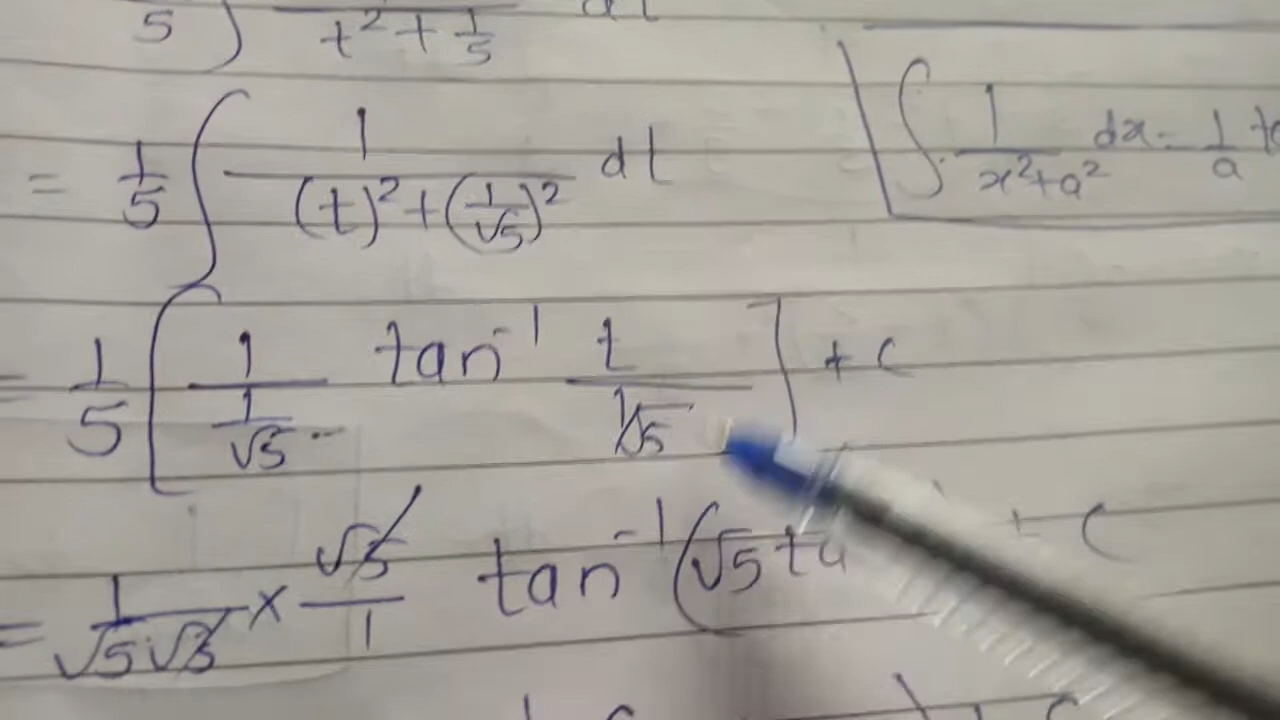 5 ∫ t² + 1/5 dt
∫ 1/(x²+a²) dx = 1/a
= 1/5 ∫ 1/((t)² + (1/√5)²) dt
= 1/5 [ 1/(1/√5) tan⁻¹ t/(1/√5) ] + c
= 1/(√5√5) × √5/1 tan⁻¹(√5 ta + C